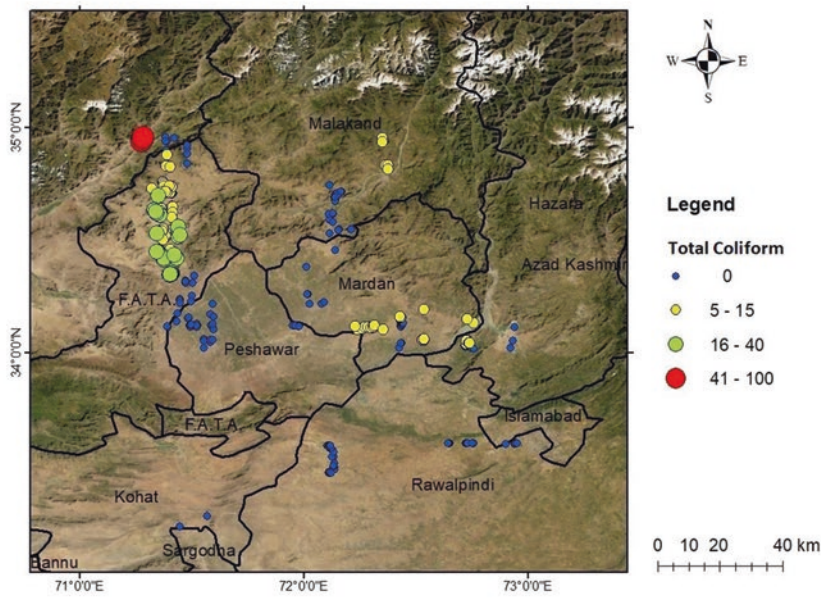 N
W E
S
35°0'0"N
34°0'0"N
Malakand
Hazara
Azad Kashmir
F.A.T.A.
Mardan
Peshawar
F.A.T.A.
Islamabad
Kohat
Rawalpindi
Sargodha
Bannu
71°0'0"E 72°0'0"E 73°0'0"E
Legend
Total Coliform
0
5 - 15
16 - 40
41 - 100
0 10 20 40 km